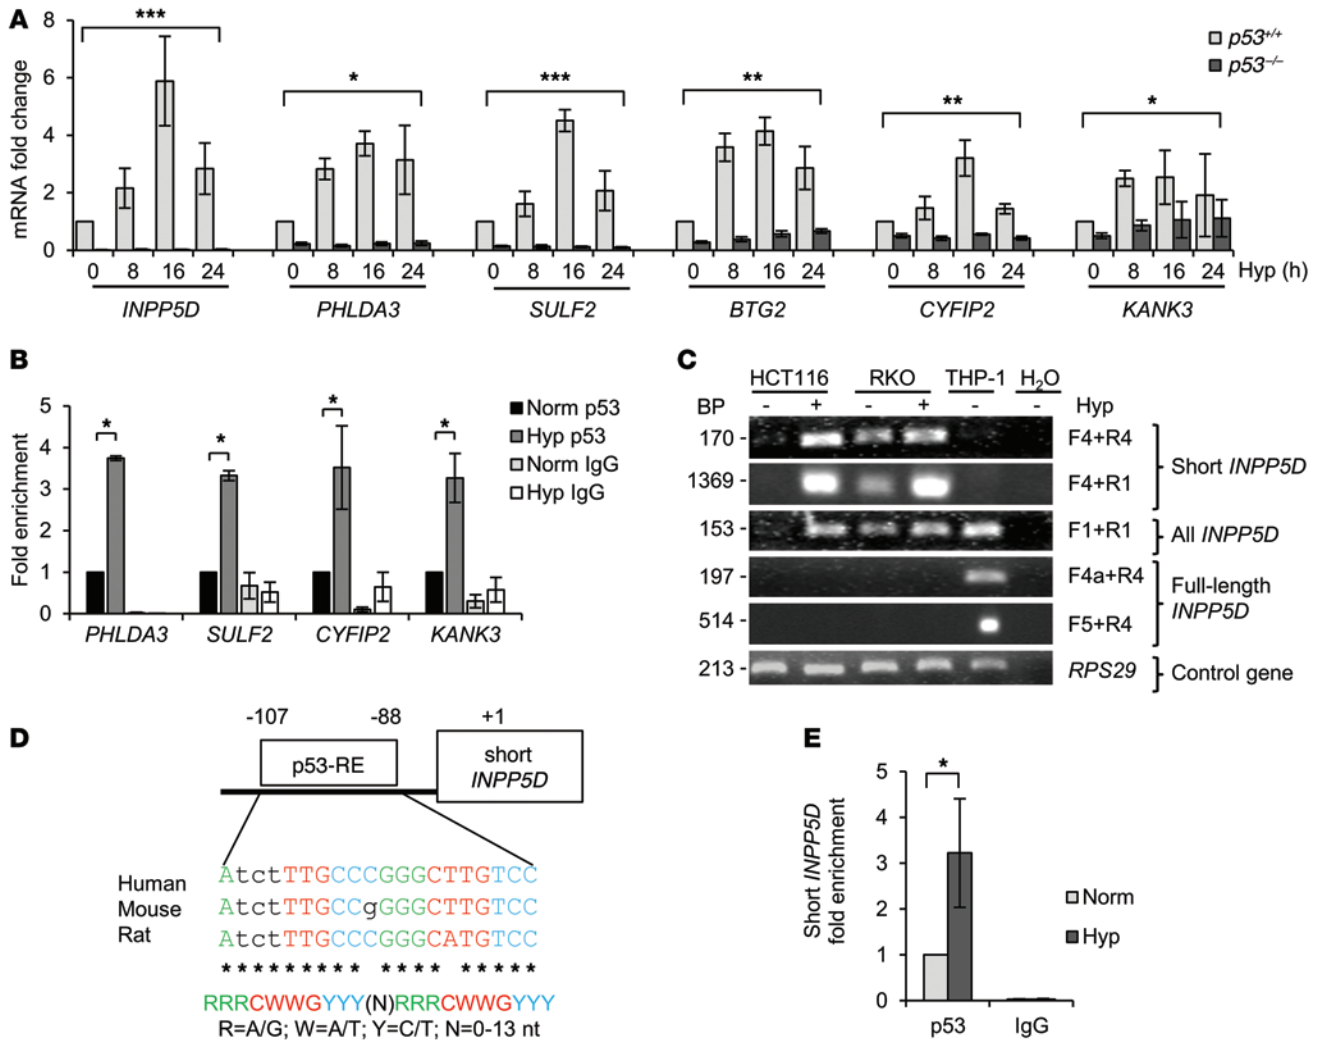 A
8
6
4
2
0
mRNA fold change
***
*
***
**
**
*
p53+/+
p53–/–
0 8 16 24 0 8 16 24 0 8 16 24 0 8 16 24 0 8 16 24 0 8 16 24 Hyp (h)
INPP5D PHLDA3 SULF2 BTG2 CYFIP2 KANK3
B
5
4
3
2
1
0
Fold enrichment
* * * *
Norm p53
Hyp p53
Norm IgG
Hyp IgG
PHLDA3 SULF2 CYFIP2 KANK3
C
HCT116 RKO THP-1 H2O
BP - + - + - - Hyp
170 - F4+R4
1369 - F4+R1
Short INPP5D
153 - F1+R1 All INPP5D
197 - F4a+R4
514 - F5+R4
Full-length
INPP5D
213 - RPS29 Control gene
D
-107 -88 +1
p53-RE
short
INPP5D
Human AtctTTGCCCGGGCTTGTCC
Mouse AtctTTGCCgGGGCTTGTCC
Rat AtctTTGCCCGGGCATGTCC
********* **** *****
RRRCWWGYYY(N)RRRCWWGYYY
R=A/G; W=A/T; Y=C/T; N=0-13 nt
E
5
4
3
2
1
0
Short INPP5D
fold enrichment
*
Norm
Hyp
p53 IgG